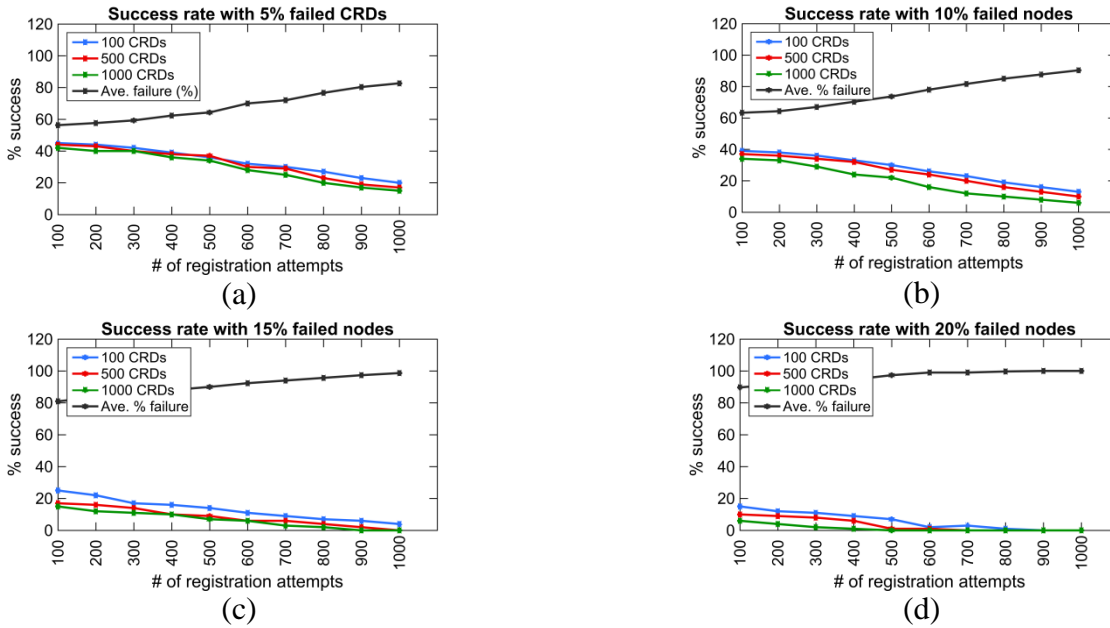 Success rate with 5% failed CRDs
120
100
80
60
40
20
0
% success
100 CRDs
500 CRDs
1000 CRDs
Ave. failure (%)
100 200 300 400 500 600 700 800 900 1000
# of registration attempts
(a)
Success rate with 10% failed nodes
120
100
80
60
40
20
0
% success
100 CRDs
500 CRDs
1000 CRDs
Ave. % failure
100 200 300 400 500 600 700 800 900 1000
# of registration attempts
(b)
Success rate with 15% failed nodes
120
100
80
60
40
20
0
% success
100 CRDs
500 CRDs
1000 CRDs
Ave. % failure
100 200 300 400 500 600 700 800 900 1000
# of registration attempts
(c)
Success rate with 20% failed nodes
120
100
80
60
40
20
0
% success
100 CRDs
500 CRDs
1000 CRDs
Ave. % failure
100 200 300 400 500 600 700 800 900 1000
# of registration attempts
(d)